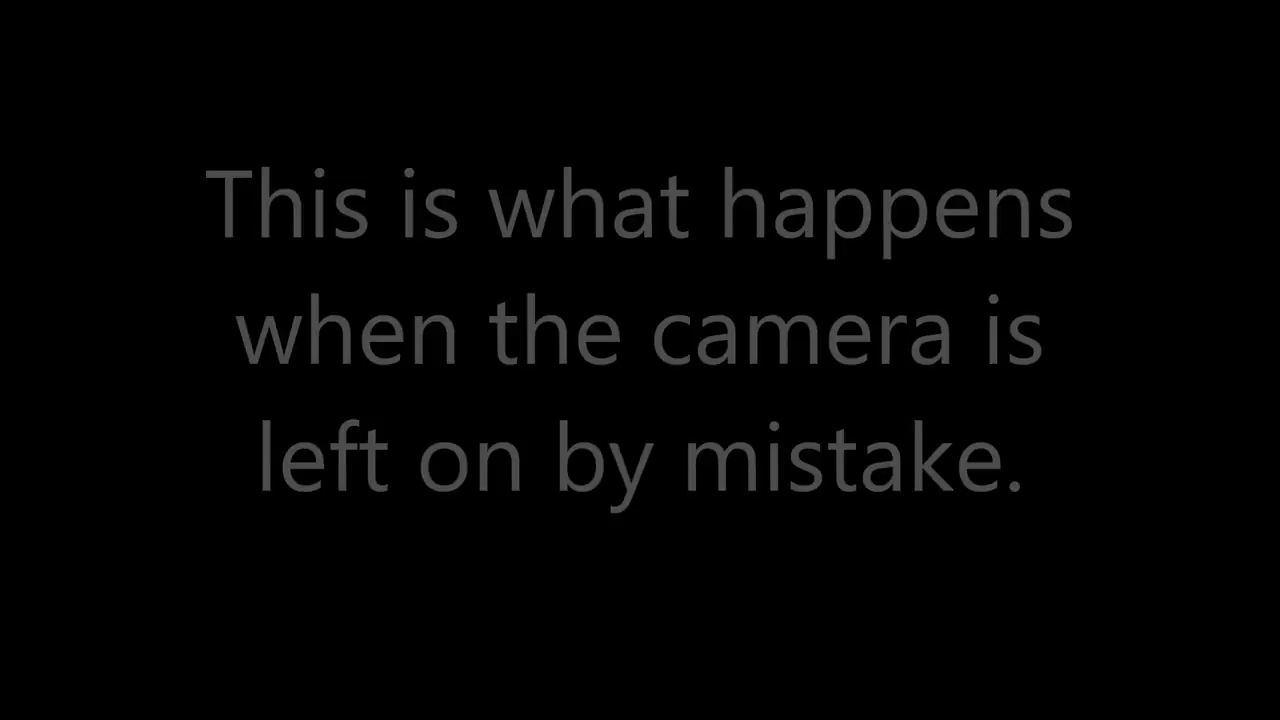 This is what happens
when the camera is
left on by mistake.